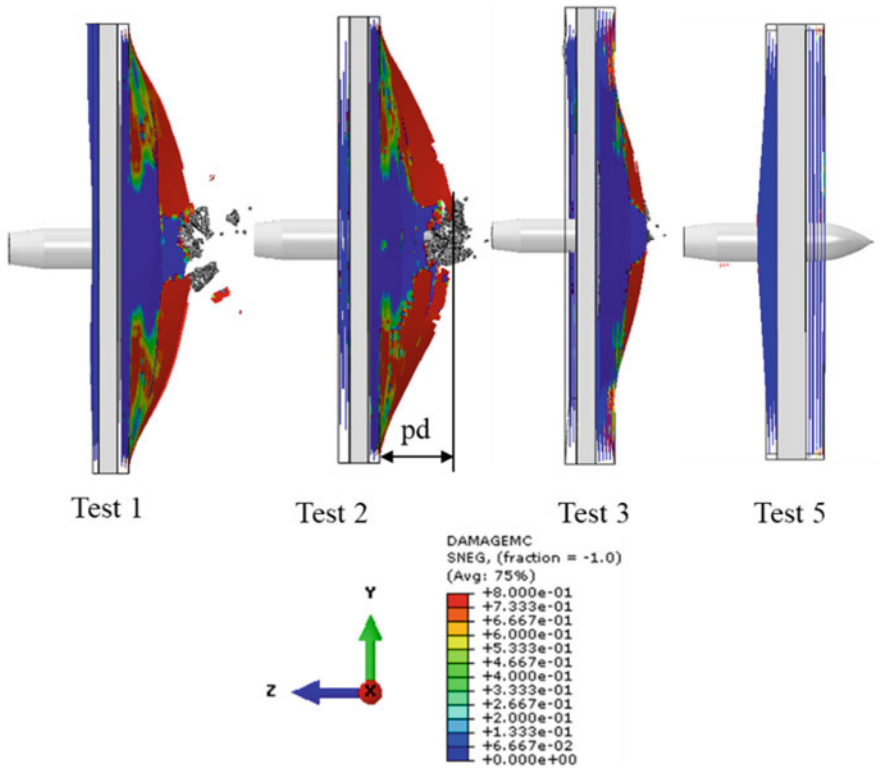 pd
Test 1
Test 2
Test 3
Test 5
DAMAGEMC
SNEG, (fraction = -1.0)
(Avg: 75%)
+8.000e-01
+7.333e-01
+6.667e-01
+6.000e-01
+5.333e-01
+4.667e-01
+4.000e-01
+3.333e-01
+2.667e-01
+2.000e-01
+1.333e-01
+6.667e-02
+0.000e+00
Y
Z
X